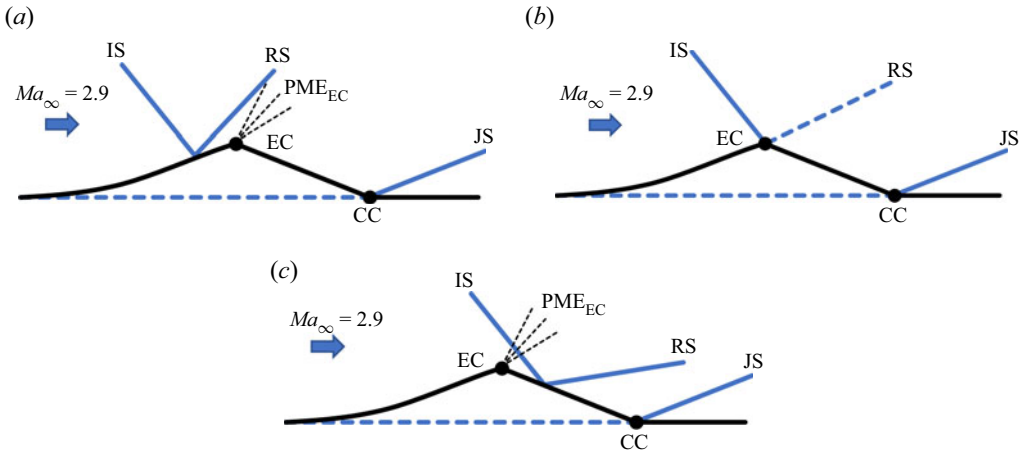 (a)
IS
RS
PME_EC
Ma_∞ = 2.9
EC
JS
CC
(b)
IS
RS
Ma_∞ = 2.9
EC
JS
CC
(c)
IS
PME_EC
Ma_∞ = 2.9
EC
RS
JS
CC